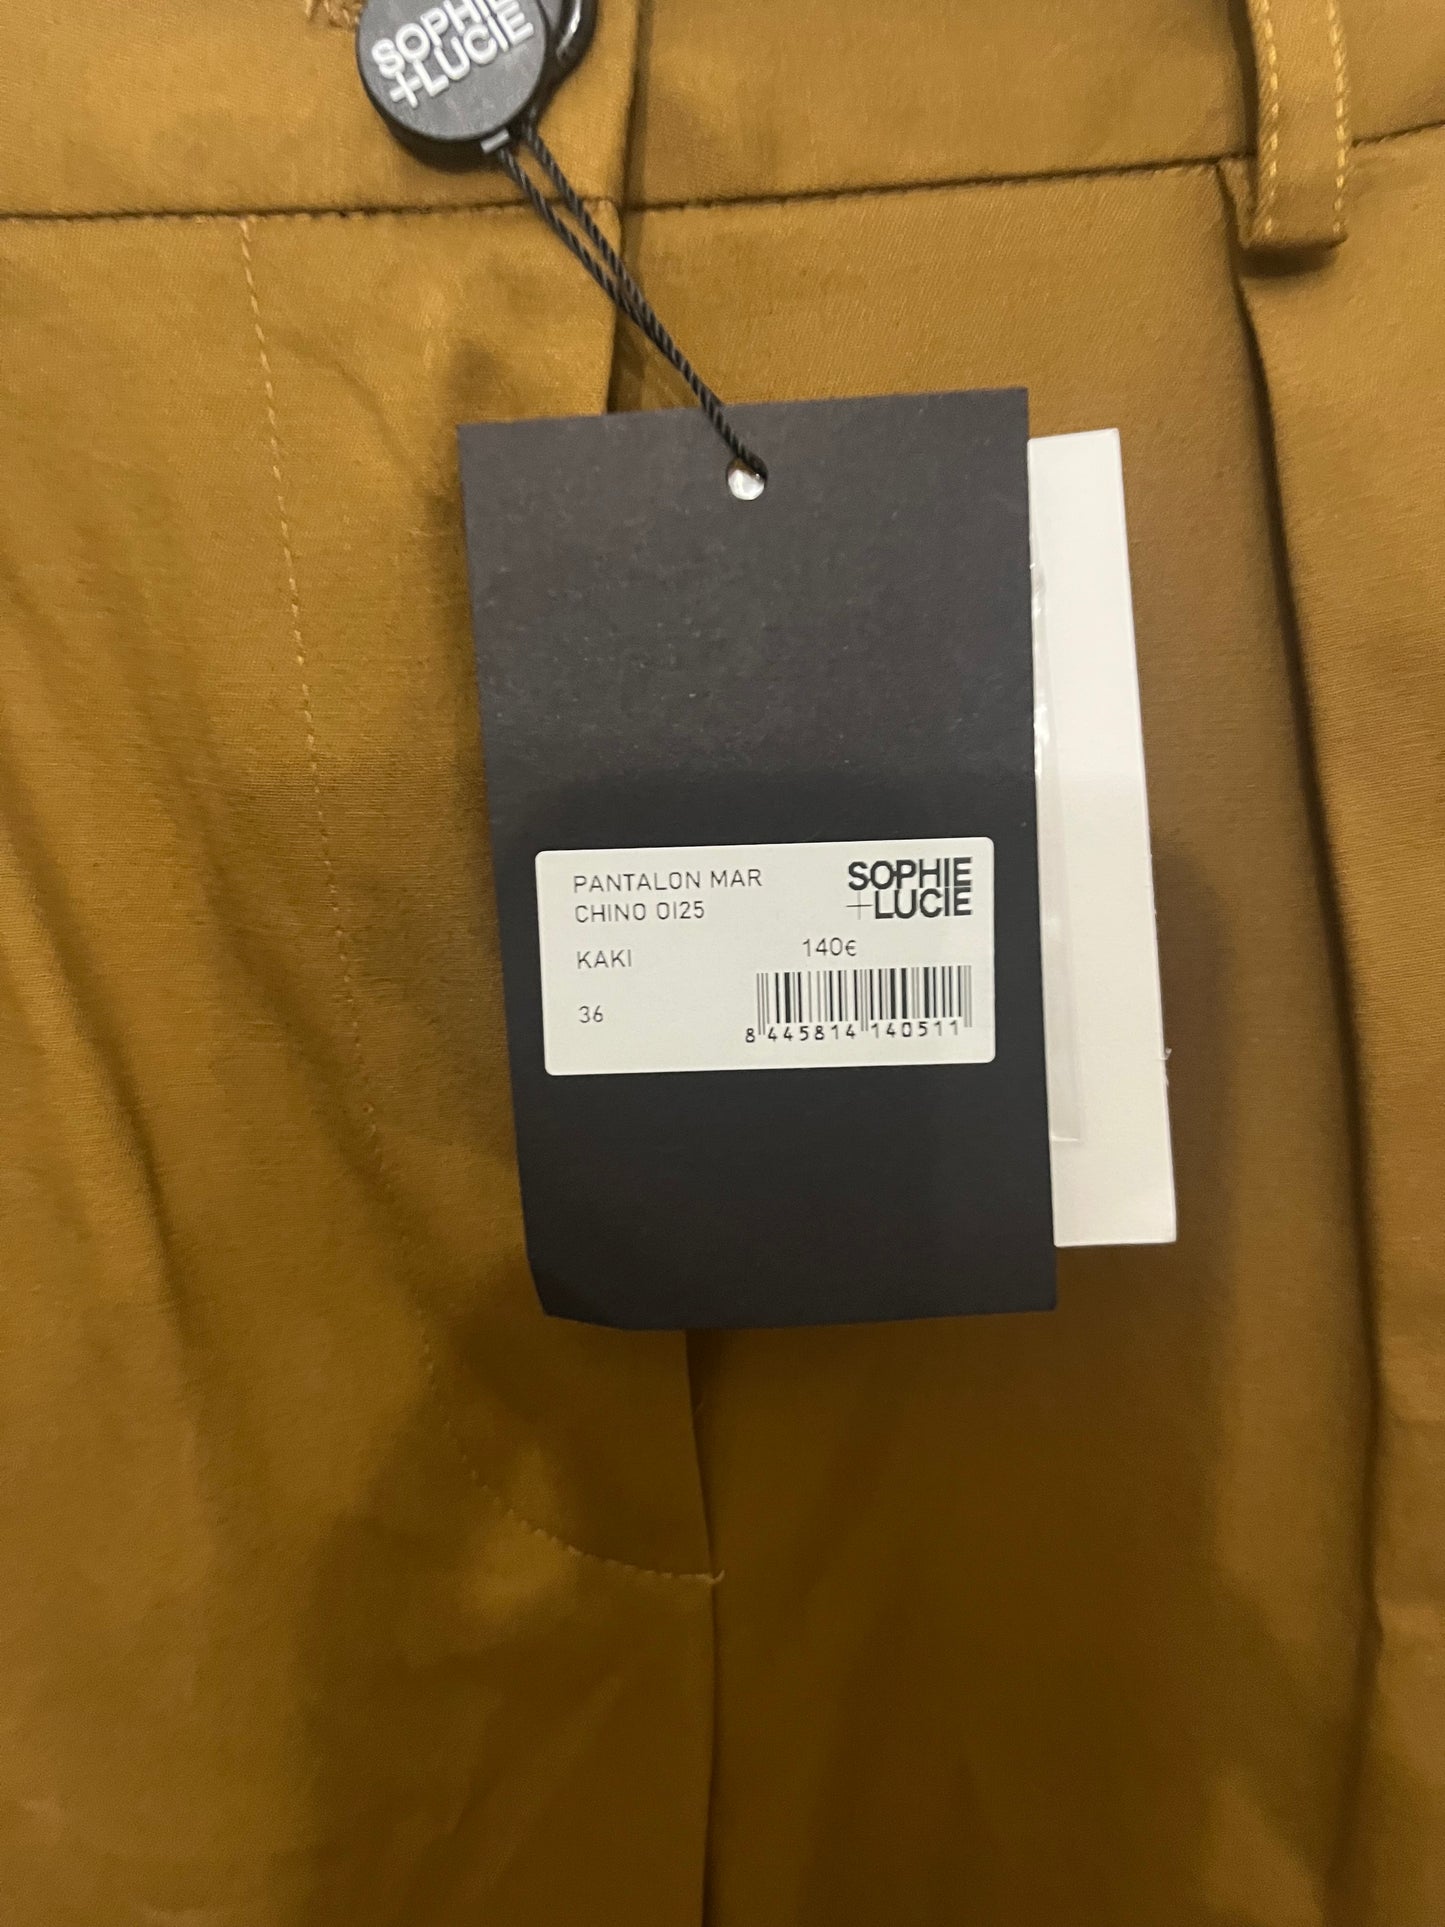 SOPHIE
+LUCIE
PANTALON MAR
CHINO OI25
SOPHIE
+LUCIE
KAKI
140€
36
8 445814 140511